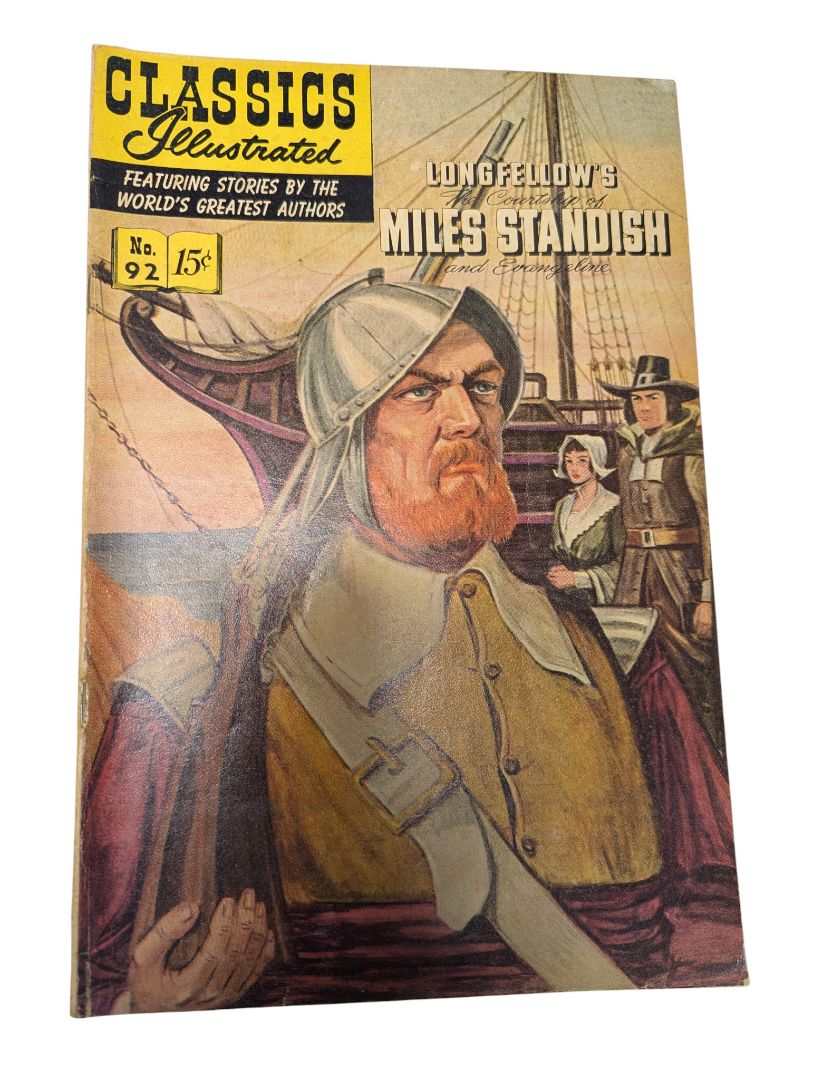 CLASSICS
Illustrated
FEATURING STORIES BY THE
WORLD'S GREATEST AUTHORS
No.
92
15¢
LONGFELLOW'S
The Courtship of
MILES STANDISH
and Evangeline